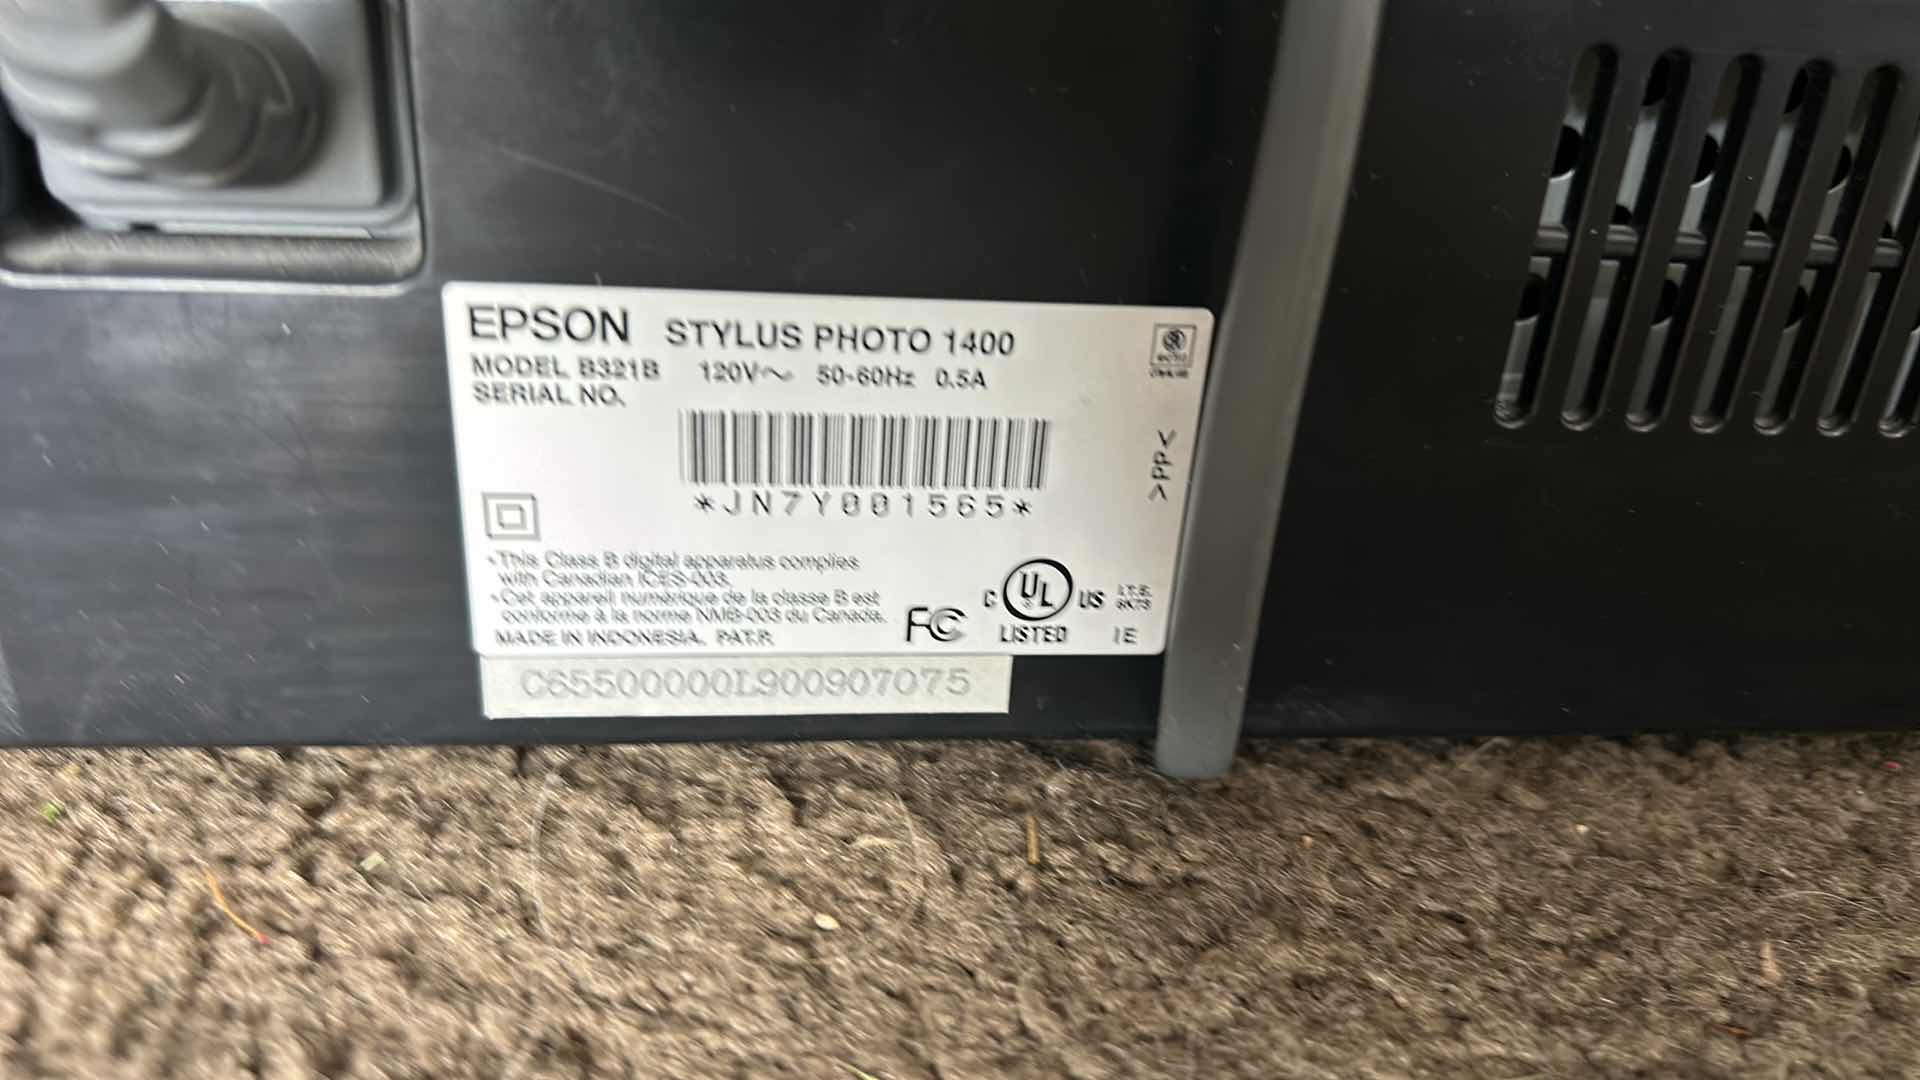 EPSON STYLUS PHOTO 1400
MODEL B321B 120V~ 50-60Hz 0.5A
SERIAL NO.
*JN7Y001565*
>PP<
•This Class B digital apparatus complies
with Canadian ICES-003.
•Cet appareil numérique de la classe B est
conforme à la norme NMB-003 du Canada.
MADE IN INDONESIA. PAT.P.
FC
C UL US I.T.E.
LISTED IE
C65500000L900907075